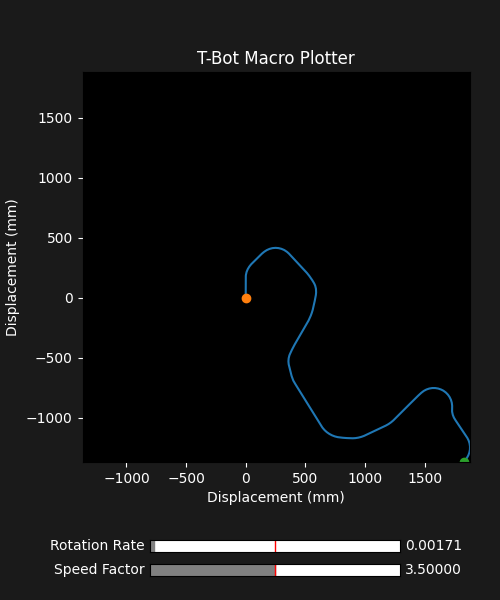 T-Bot Macro Plotter
Displacement (mm)
1500
1000
500
0
−500
−1000
−1000
−500
0
500
1000
1500
Displacement (mm)
Rotation Rate 0.00171
Speed Factor 3.50000